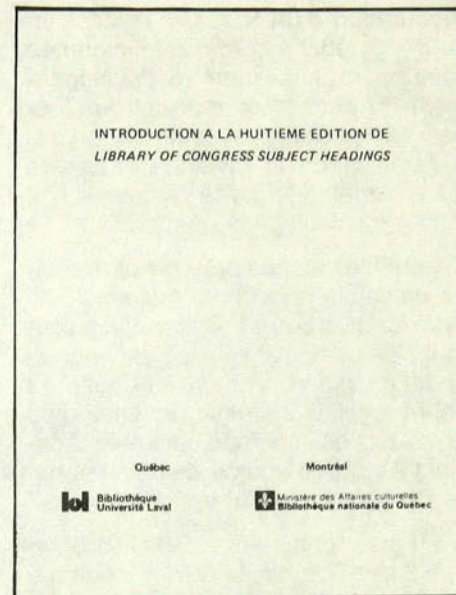 INTRODUCTION A LA HUITIEME EDITION DE
LIBRARY OF CONGRESS SUBJECT HEADINGS
Québec
Montréal
Bibliothèque
Université Laval
Ministère des Affaires culturelles
Bibliothèque nationale du Québec